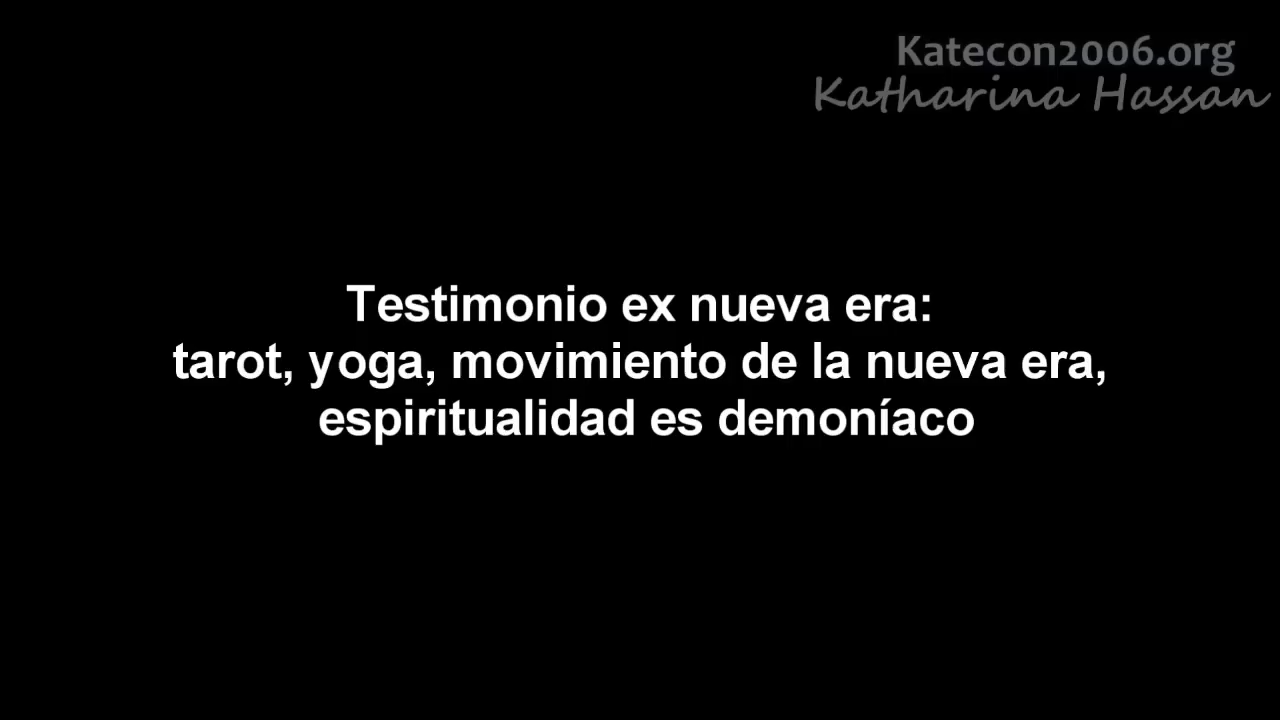 Katecon2006.org
Katharina Hassan
Testimonio ex nueva era:
tarot, yoga, movimiento de la nueva era,
espiritualidad es demoníaco